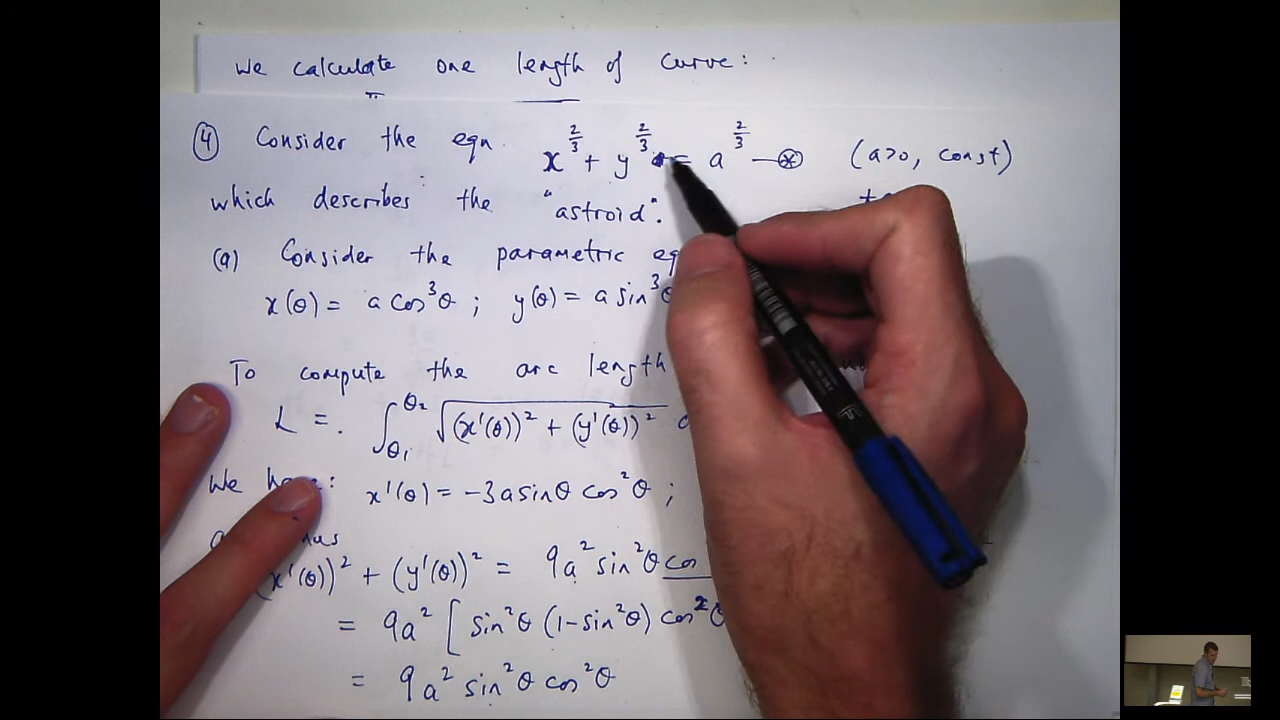 We calculate one length of curve:
④ Consider the eqn. x^{2/3} + y^{2/3} = a^{2/3} —⊛ (a>0, const)
which describes the "astroid".
(a) Consider the parametric
x(θ) = a cos³θ ; y(θ) = a sin³θ
To compute the arc length
L = ∫_{θ₁}^{θ₂} √((x'(θ))² + (y'(θ))²)
We have: x'(θ) = -3a sinθ cos²θ ;
(x'(θ))² + (y'(θ))² = 9a² sin²θ cos
= 9a² [ sin²θ (1-sin²θ) cos²θ
= 9a² sin²θ cos²θ